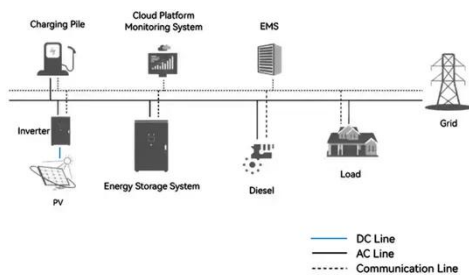 Charging Pile
Cloud Platform
Monitoring System
EMS
Grid
Inverter
PV
Energy Storage System
Diesel
Load
DC Line
AC Line
Communication Line